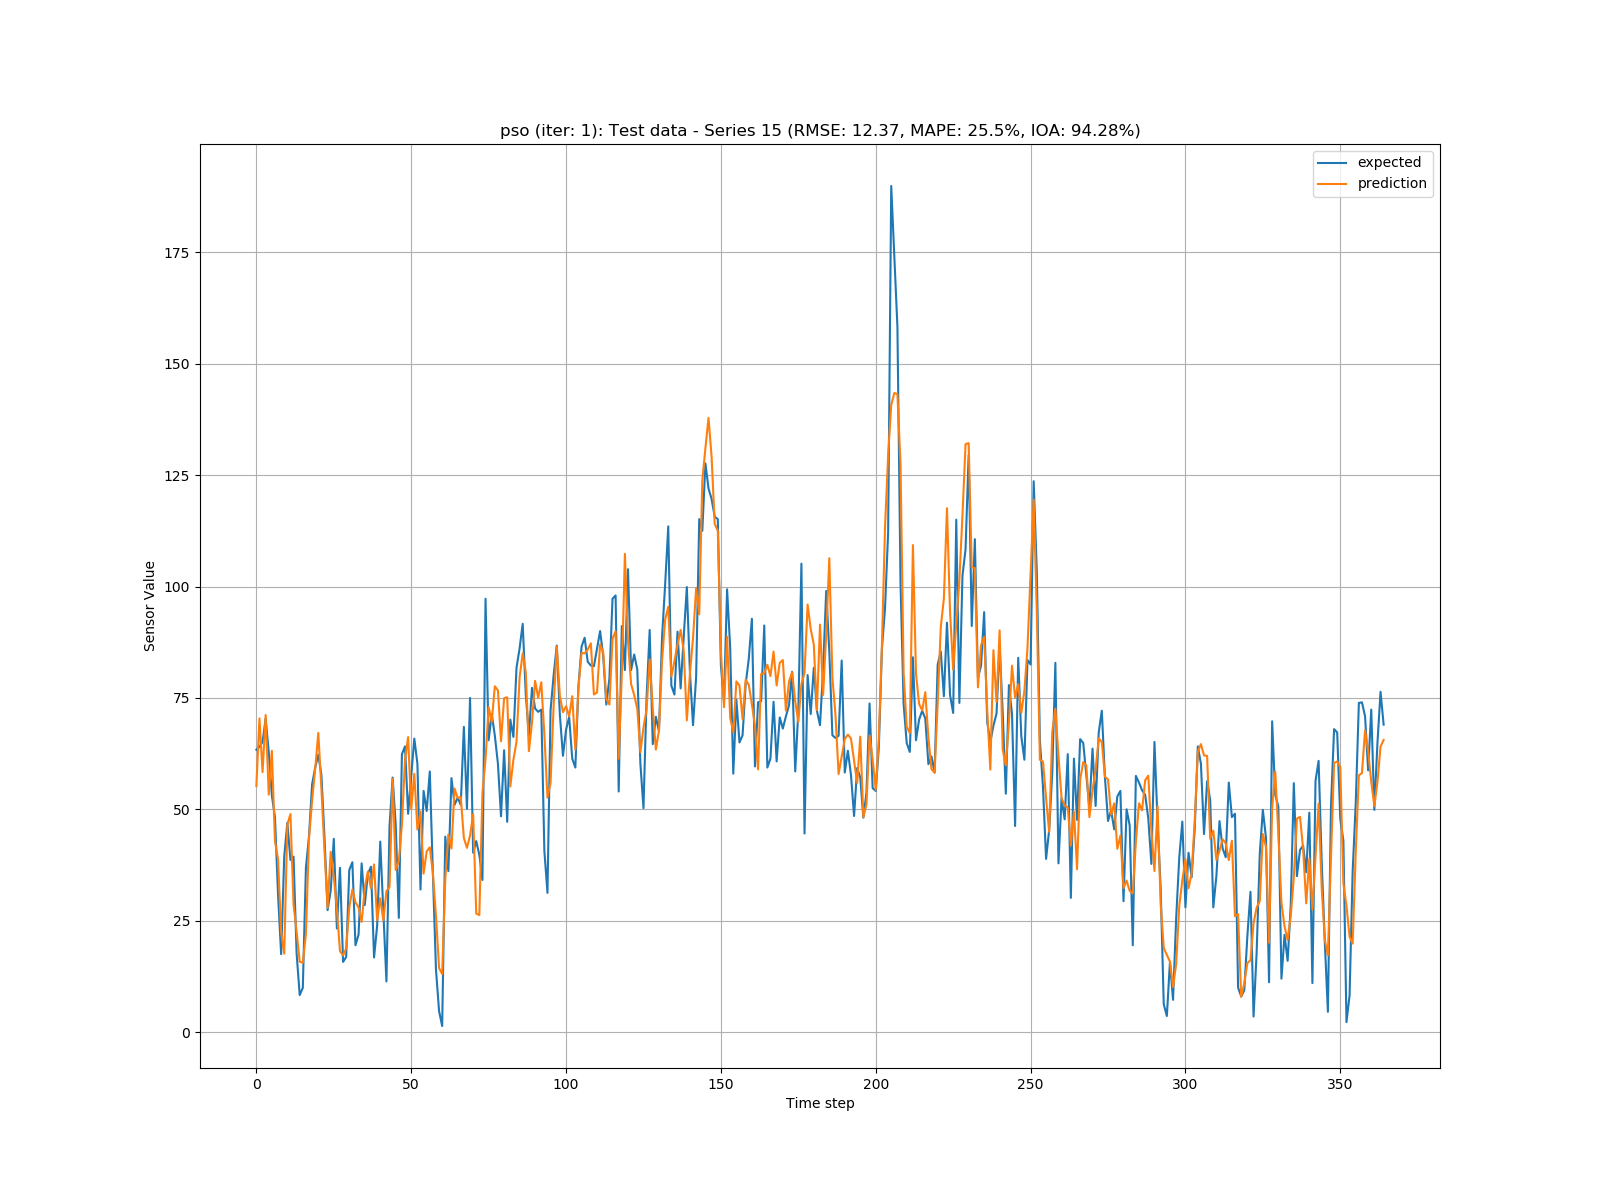 pso (iter: 1): Test data - Series 15 (RMSE: 12.37, MAPE: 25.5%, IOA: 94.28%)
expected
prediction
175
150
125
100
75
50
25
0
Sensor Value
0 50 100 150 200 250 300 350
Time step